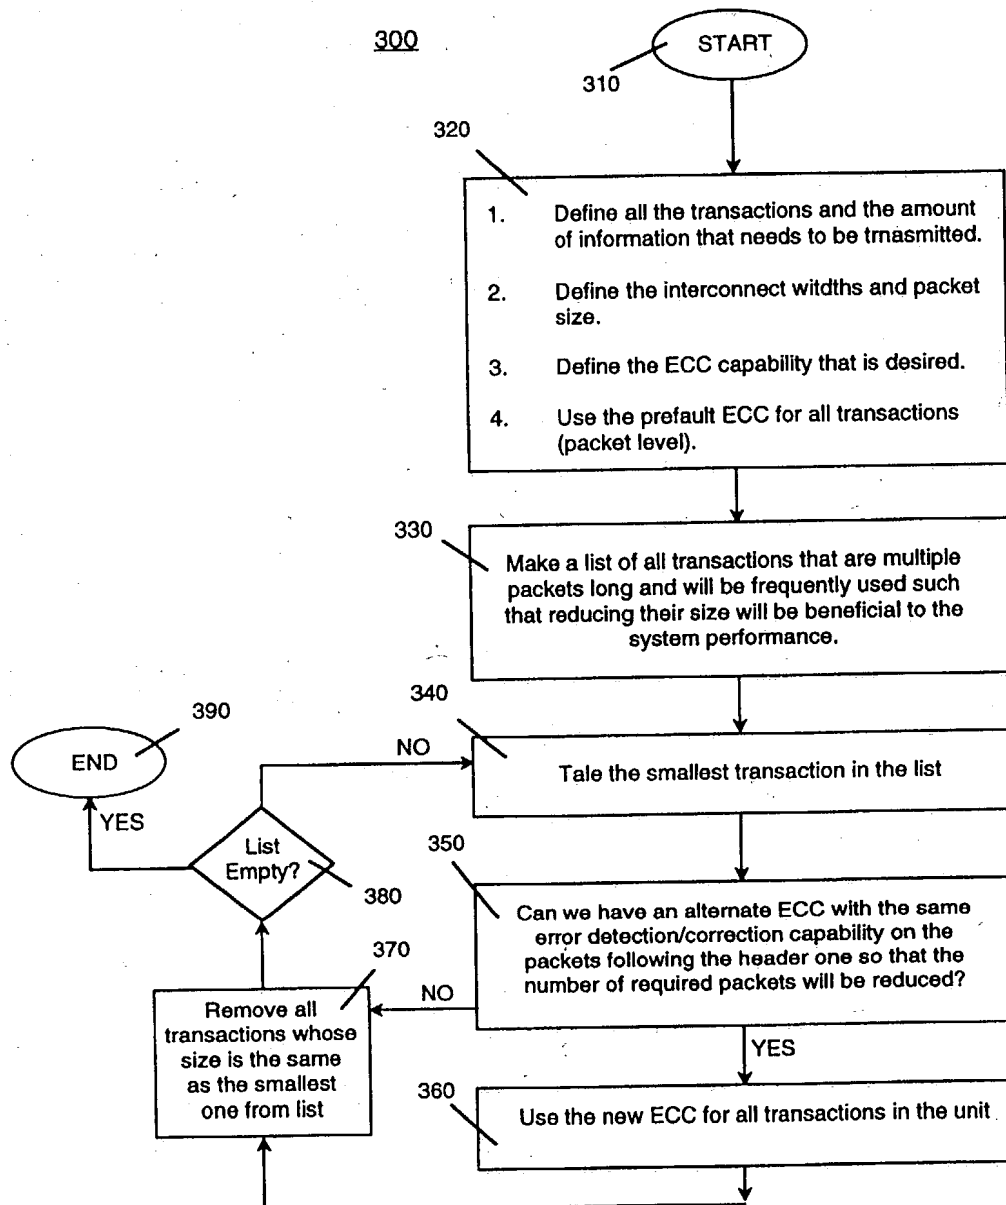 300
START
310
320
1. Define all the transactions and the amount
of information that needs to be trnasmitted.
2. Define the interconnect witdths and packet
size.
3. Define the ECC capability that is desired.
4. Use the prefault ECC for all transactions
(packet level).
330
Make a list of all transactions that are multiple
packets long and will be frequently used such
that reducing their size will be beneficial to the
system performance.
340
390
END
NO
Tale the smallest transaction in the list
YES
List
Empty?
380
350
Can we have an alternate ECC with the same
error detection/correction capability on the
packets following the header one so that the
number of required packets will be reduced?
370
NO
Remove all
transactions whose
size is the same
as the smallest
one from list
YES
360
Use the new ECC for all transactions in the unit